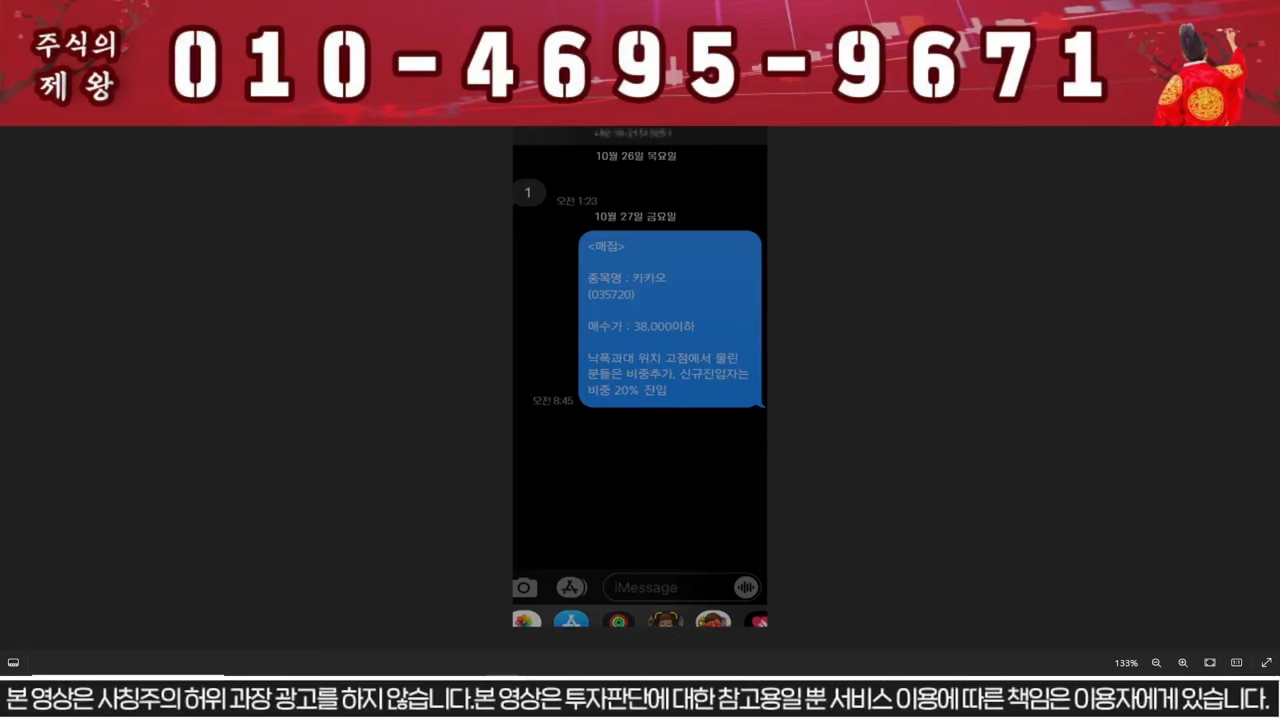 주식의
제왕
010-4695-9671
10월 26일 목요일
1
오전 1:23
10월 27일 금요일
<매집>
종목명 : 카카오
(035720)
매수가 : 38,000이하
낙폭과대 위치 고점에서 물린
분들은 비중추가, 신규진입자는
비중 20% 진입
오전 8:45
iMessage
133%
본 영상은 사칭주의 허위 과장 광고를 하지 않습니다.본 영상은 투자판단에 대한 참고용일 뿐 서비스 이용에 따른 책임은 이용자에게 있습니다.